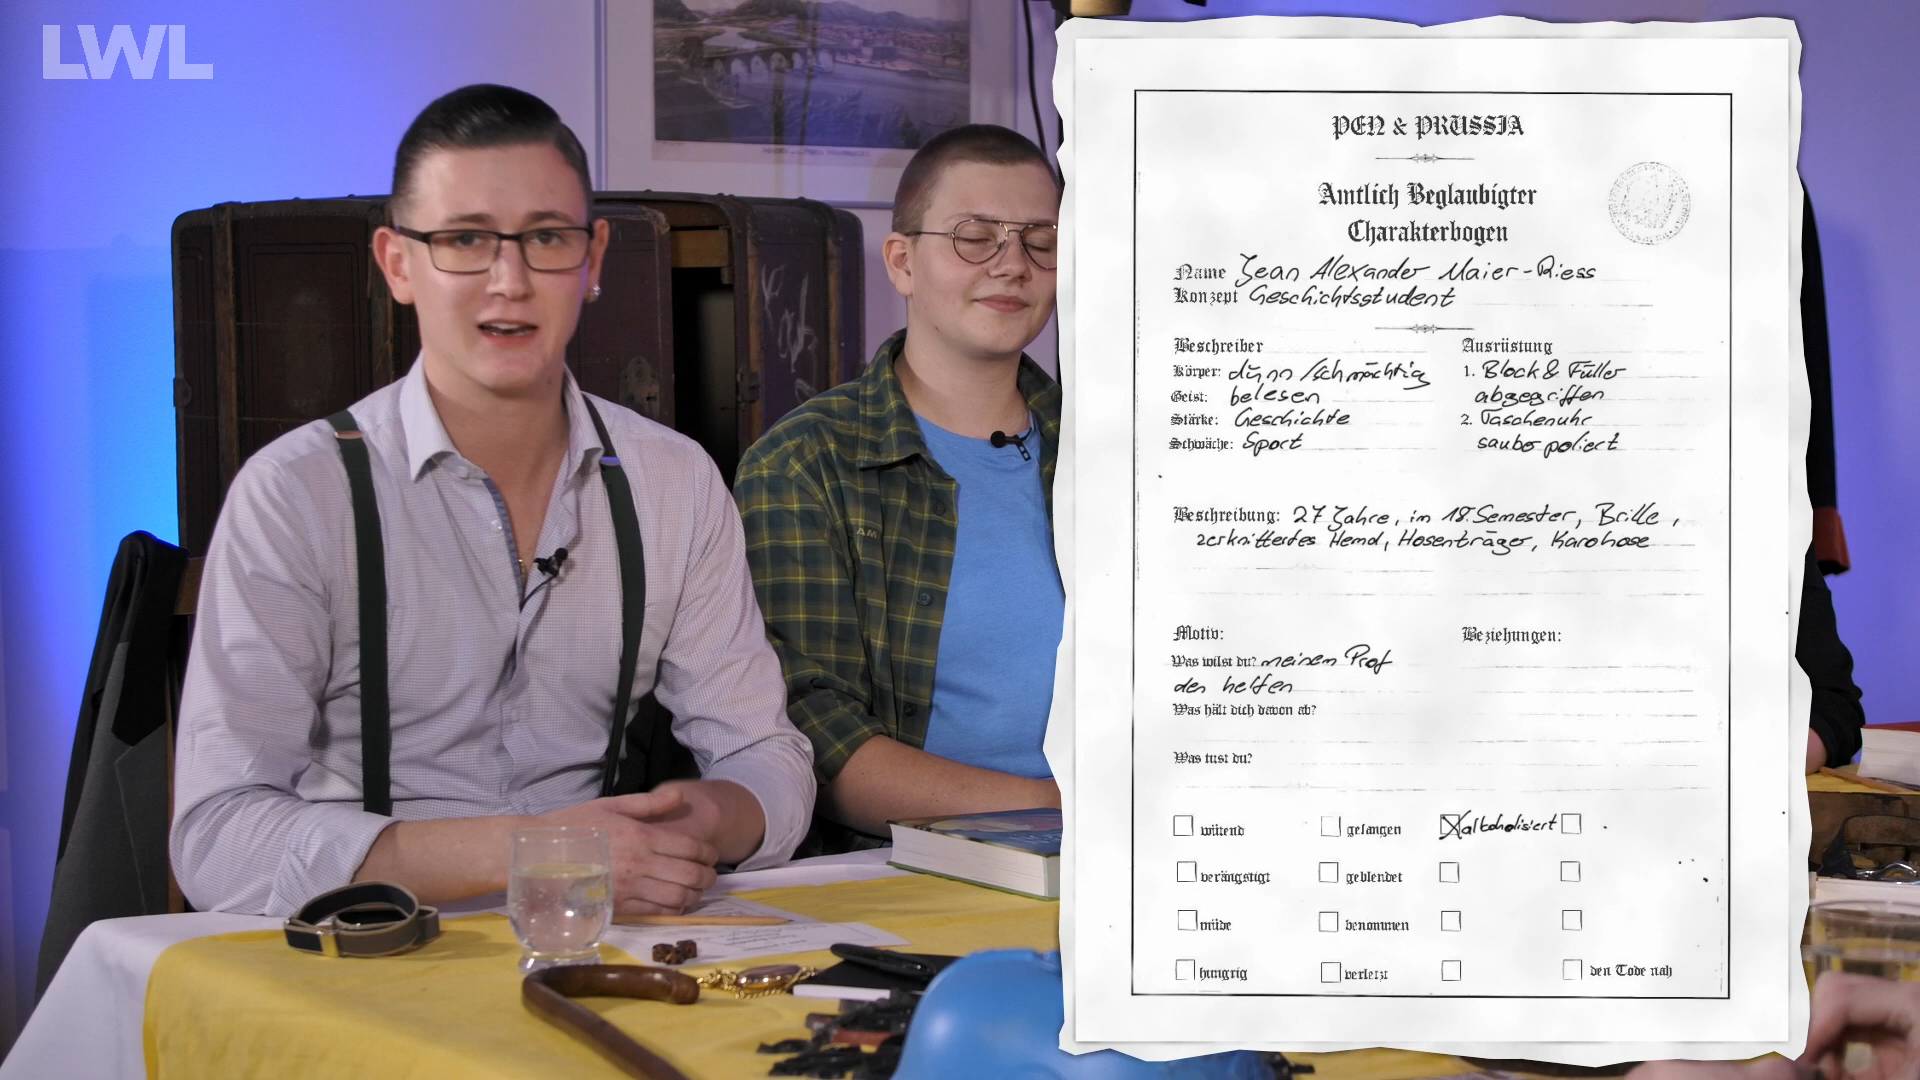 LWL
PEN & PRUSSIA
Amtlich Beglaubigter
Charakterbogen
Name Jean Alexander Maier-Riess
Konzept Geschichtsstudent
Beschreiber
Körper: dünn/schmächtig
Geist: belesen
Stärke: Geschichte
Schwäche: Sport
Ausrüstung
1. Block & Füller
abgegriffen
2. Taschenuhr
sauber poliert
Beschreibung: 27 Jahre, im 18. Semester, Brille,
zerknittertes Hemd, Hosenträger, Karohose
Motiv:
Was wilst du? meinem Prof
den helfen
Was hält dich davon ab?
Was tust du?
Beziehungen:
wütend gefangen alkoholisiert
verängstigt geblendet
müde benommen
hungrig verletzt den Tode nah